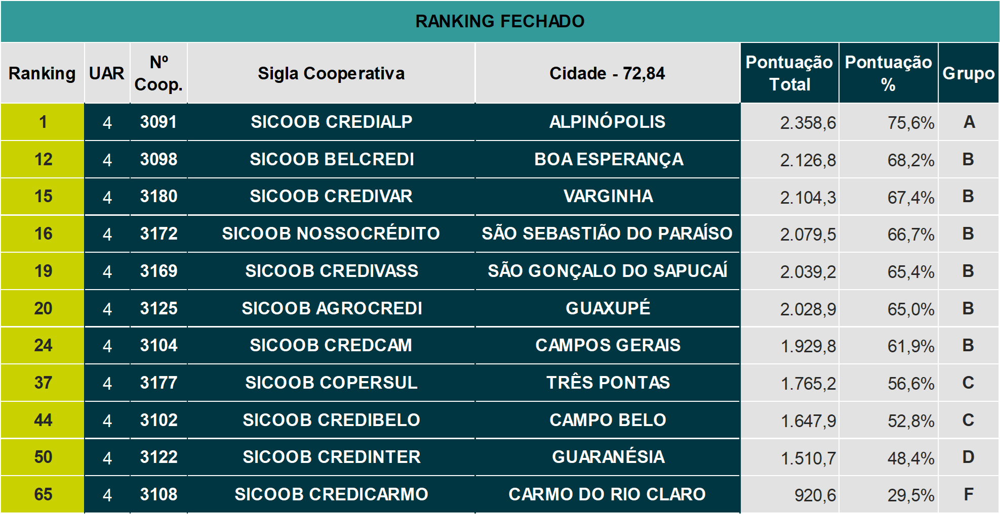 RANKING FECHADO
Ranking UAR Nº Coop. Sigla Cooperativa Cidade - 72,84 Pontuação Total Pontuação % Grupo
1 4 3091 SICOOB CREDIALP ALPINÓPOLIS 2.358,6 75,6% A
12 4 3098 SICOOB BELCREDI BOA ESPERANÇA 2.126,8 68,2% B
15 4 3180 SICOOB CREDIVAR VARGINHA 2.104,3 67,4% B
16 4 3172 SICOOB NOSSOCRÉDITO SÃO SEBASTIÃO DO PARAÍSO 2.079,5 66,7% B
19 4 3169 SICOOB CREDIVASS SÃO GONÇALO DO SAPUCAÍ 2.039,2 65,4% B
20 4 3125 SICOOB AGROCREDI GUAXUPÉ 2.028,9 65,0% B
24 4 3104 SICOOB CREDCAM CAMPOS GERAIS 1.929,8 61,9% B
37 4 3177 SICOOB COPERSUL TRÊS PONTAS 1.765,2 56,6% C
44 4 3102 SICOOB CREDIBELO CAMPO BELO 1.647,9 52,8% C
50 4 3122 SICOOB CREDINTER GUARANÉSIA 1.510,7 48,4% D
65 4 3108 SICOOB CREDICARMO CARMO DO RIO CLARO 920,6 29,5% F